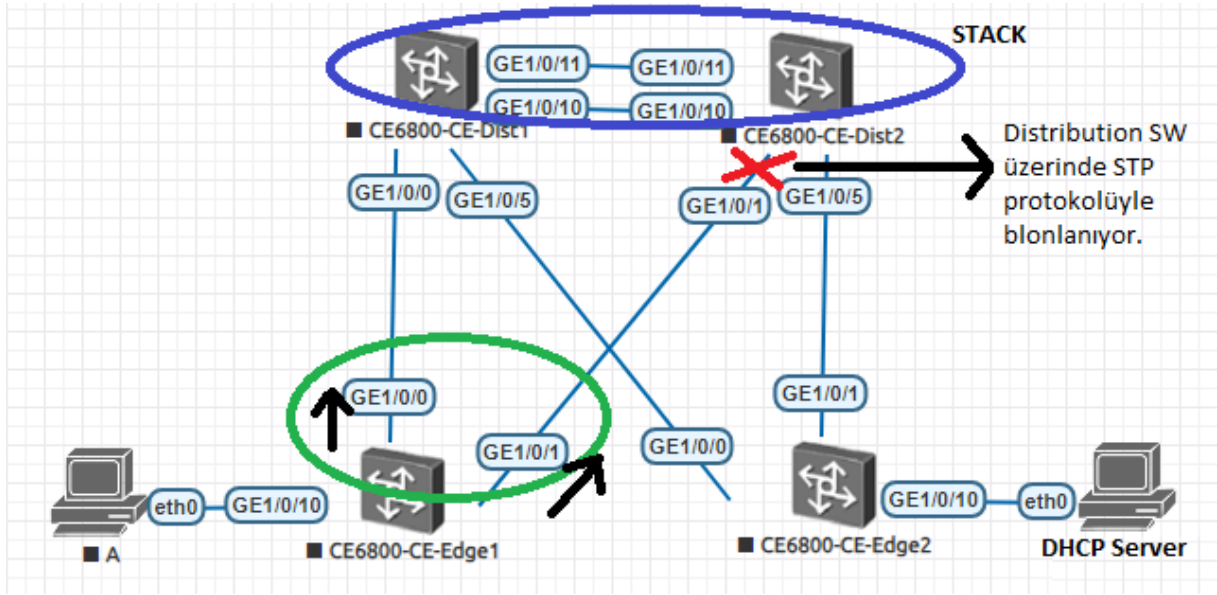 STACK
GE1/0/11
GE1/0/11
GE1/0/10
GE1/0/10
CE6800-CE-Dist1
CE6800-CE-Dist2
Distribution SW
üzerinde STP
protokolüyle
blonlanıyor.
GE1/0/0
GE1/0/5
GE1/0/1
GE1/0/5
GE1/0/0
GE1/0/1
GE1/0/1
GE1/0/0
eth0
GE1/0/10
GE1/0/10
eth0
A
CE6800-CE-Edge1
CE6800-CE-Edge2
DHCP Server